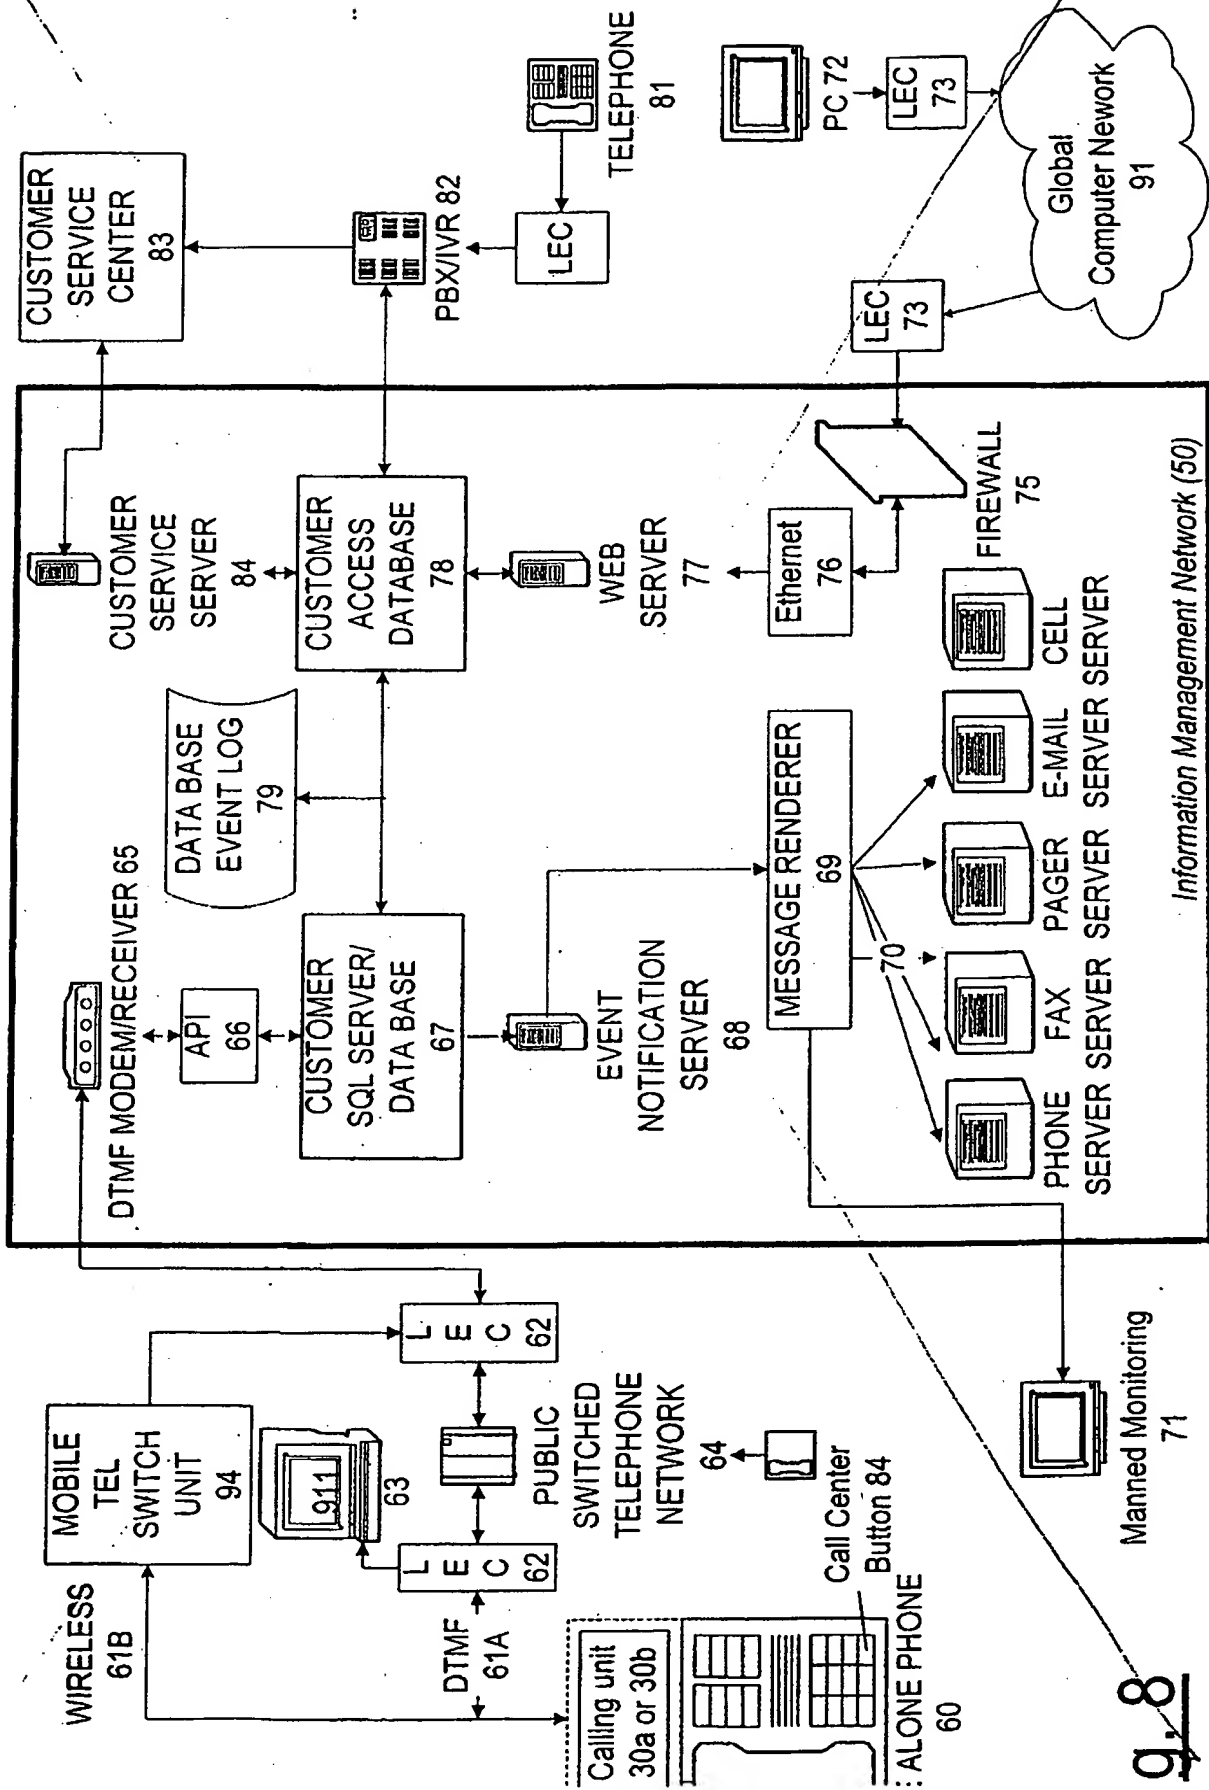 WIRELESS
61B
MOBILE
TEL
SWITCH
UNIT
94
DTMF MODEM/RECEIVER 65
API
66
CUSTOMER
SQL SERVER/
DATA BASE
67
DATA BASE
EVENT LOG
79
CUSTOMER
SERVICE
SERVER
84
CUSTOMER
ACCESS
DATABASE
78
CUSTOMER
SERVICE
CENTER
83
PBX/IVR 82
LEC
TELEPHONE
81
911
63
L
E
C
62
L
E
C
62
DTMF
61A
PUBLIC
SWITCHED
TELEPHONE
NETWORK
64
EVENT
NOTIFICATION
SERVER
68
WEB
SERVER
77
Ethernet
76
FIREWALL
75
LEC
73
PC 72
LEC
73
Global
Computer Nework
91
Calling unit
30a or 30b
Call Center
Button 84
: ALONE PHONE
60
MESSAGE RENDERER
69
70
PHONE
SERVER
FAX
SERVER
PAGER
SERVER
E-MAIL
SERVER
CELL
SERVER
Manned Monitoring
71
Information Management Network (50)
g. 8